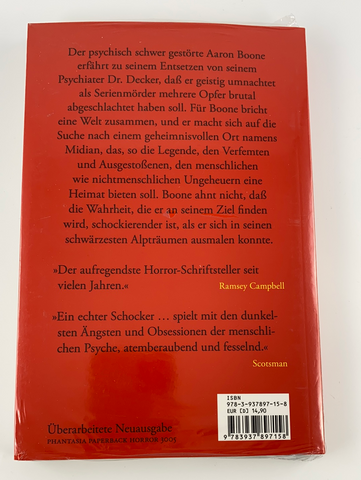 Der psychisch schwer gestörte Aaron Boone
erfährt zu seinem Entsetzen von seinem
Psychiater Dr. Decker, daß er geistig umnachtet
als Serienmörder mehrere Opfer brutal
abgeschlachtet haben soll. Für Boone bricht
eine Welt zusammen, und er macht sich auf die
Suche nach einem geheimnisvollen Ort namens
Midian, das, so die Legende, den Verfemten
und Ausgestoßenen, den menschlichen
wie nichtmenschlichen Ungeheuern eine
Heimat bieten soll. Boone ahnt nicht, daß
die Wahrheit, die er an seinem Ziel finden
wird, schockierender ist, als er sich in seinen
schwärzesten Alpträumen ausmalen konnte.
»Der aufregendste Horror-Schriftsteller seit
vielen Jahren.«
Ramsey Campbell
»Ein echter Schocker ... spielt mit den dunkel-
sten Ängsten und Obsessionen der menschli-
chen Psyche, atemberaubend und fesselnd.«
Scotsman
ISBN
978-3-937897-15-8
EUR [D] 14,90
9 783937 897158
Überarbeitete Neuausgabe
PHANTASIA PAPERBACK HORROR 3005